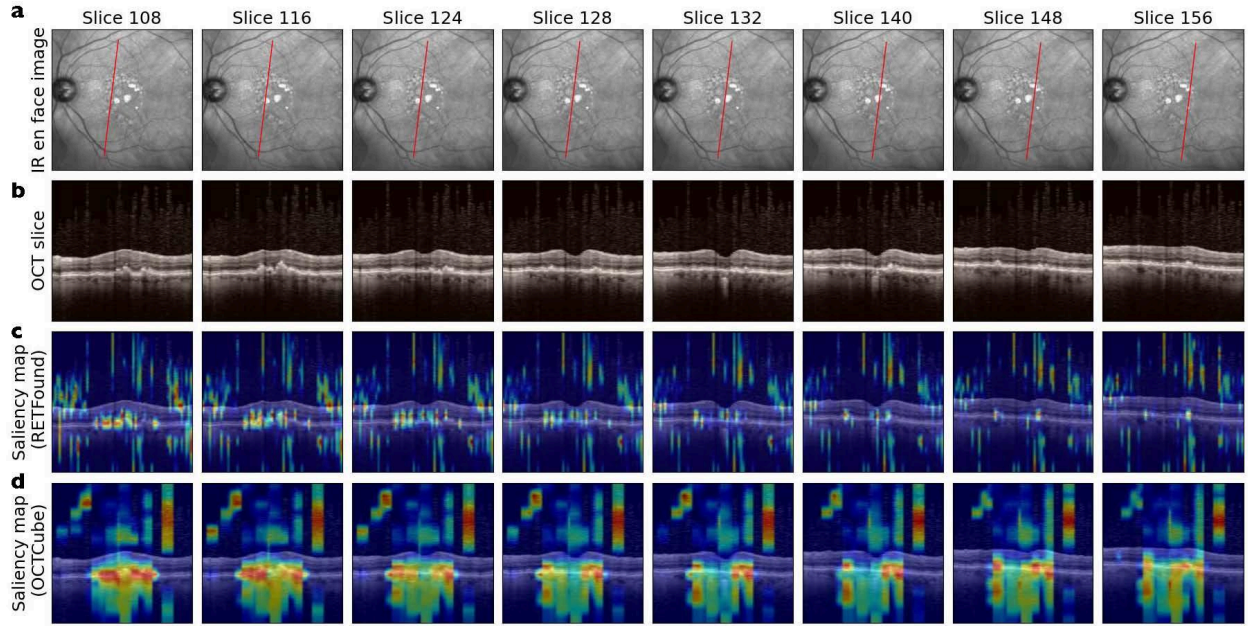 a
Slice 108 Slice 116 Slice 124 Slice 128 Slice 132 Slice 140 Slice 148 Slice 156
IR en face image
b
OCT slice
c
Saliency map
(RETFound)
d
Saliency map
(OCTCube)